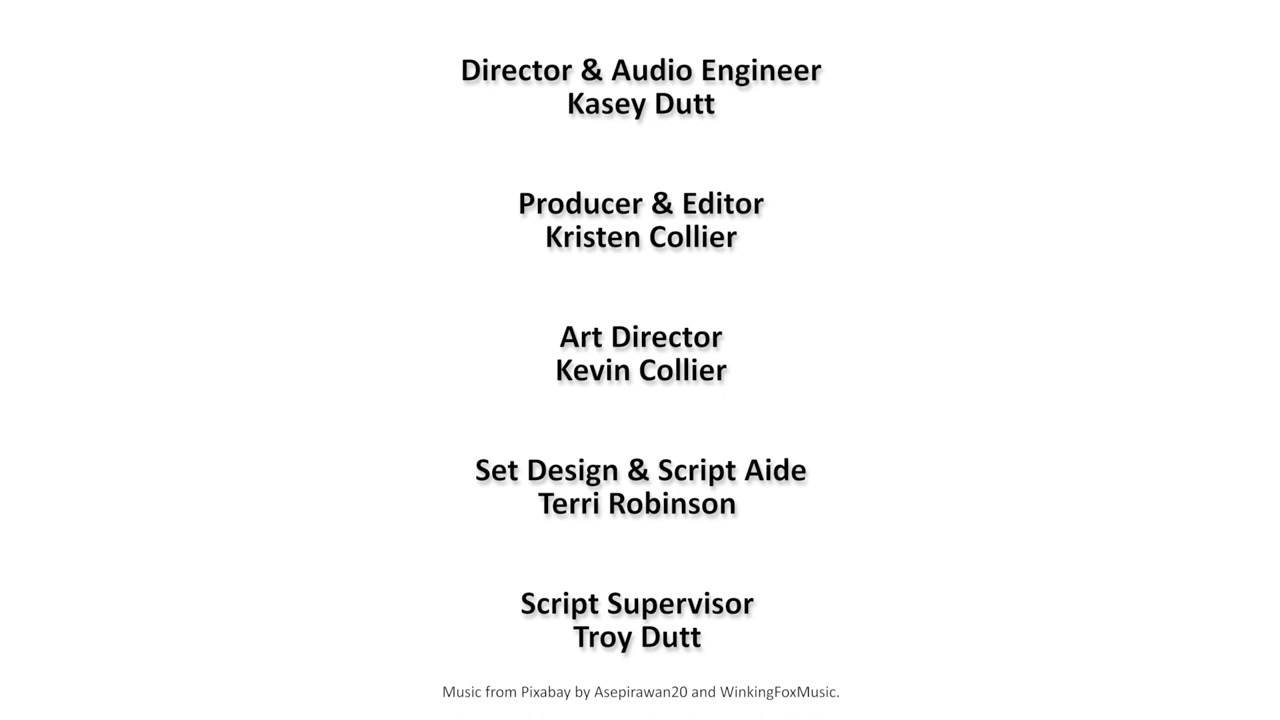 Director & Audio Engineer
Kasey Dutt
Producer & Editor
Kristen Collier
Art Director
Kevin Collier
Set Design & Script Aide
Terri Robinson
Script Supervisor
Troy Dutt
Music from Pixabay by Asepirawan20 and WinkingFoxMusic.